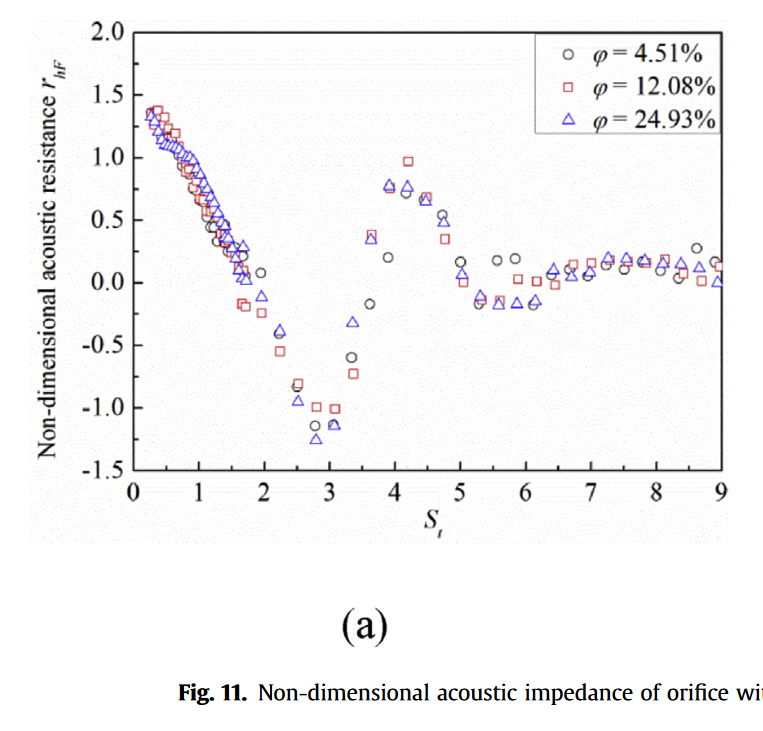 2.0
φ = 4.51%
φ = 12.08%
φ = 24.93%
1.5
1.0
0.5
0.0
-0.5
-1.0
-1.5
Non-dimensional acoustic resistance r_hF
0 1 2 3 4 5 6 7 8 9
S_t
(a)
Fig. 11. Non-dimensional acoustic impedance of orifice